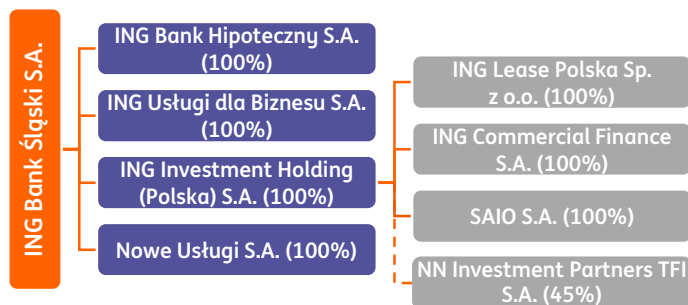 ING Bank Śląski S.A.
ING Bank Hipoteczny S.A.
(100%)
ING Usługi dla Biznesu S.A.
(100%)
ING Investment Holding
(Polska) S.A. (100%)
Nowe Usługi S.A. (100%)
ING Lease Polska Sp.
z o.o. (100%)
ING Commercial Finance
S.A. (100%)
SAIO S.A. (100%)
NN Investment Partners TFI
S.A. (45%)